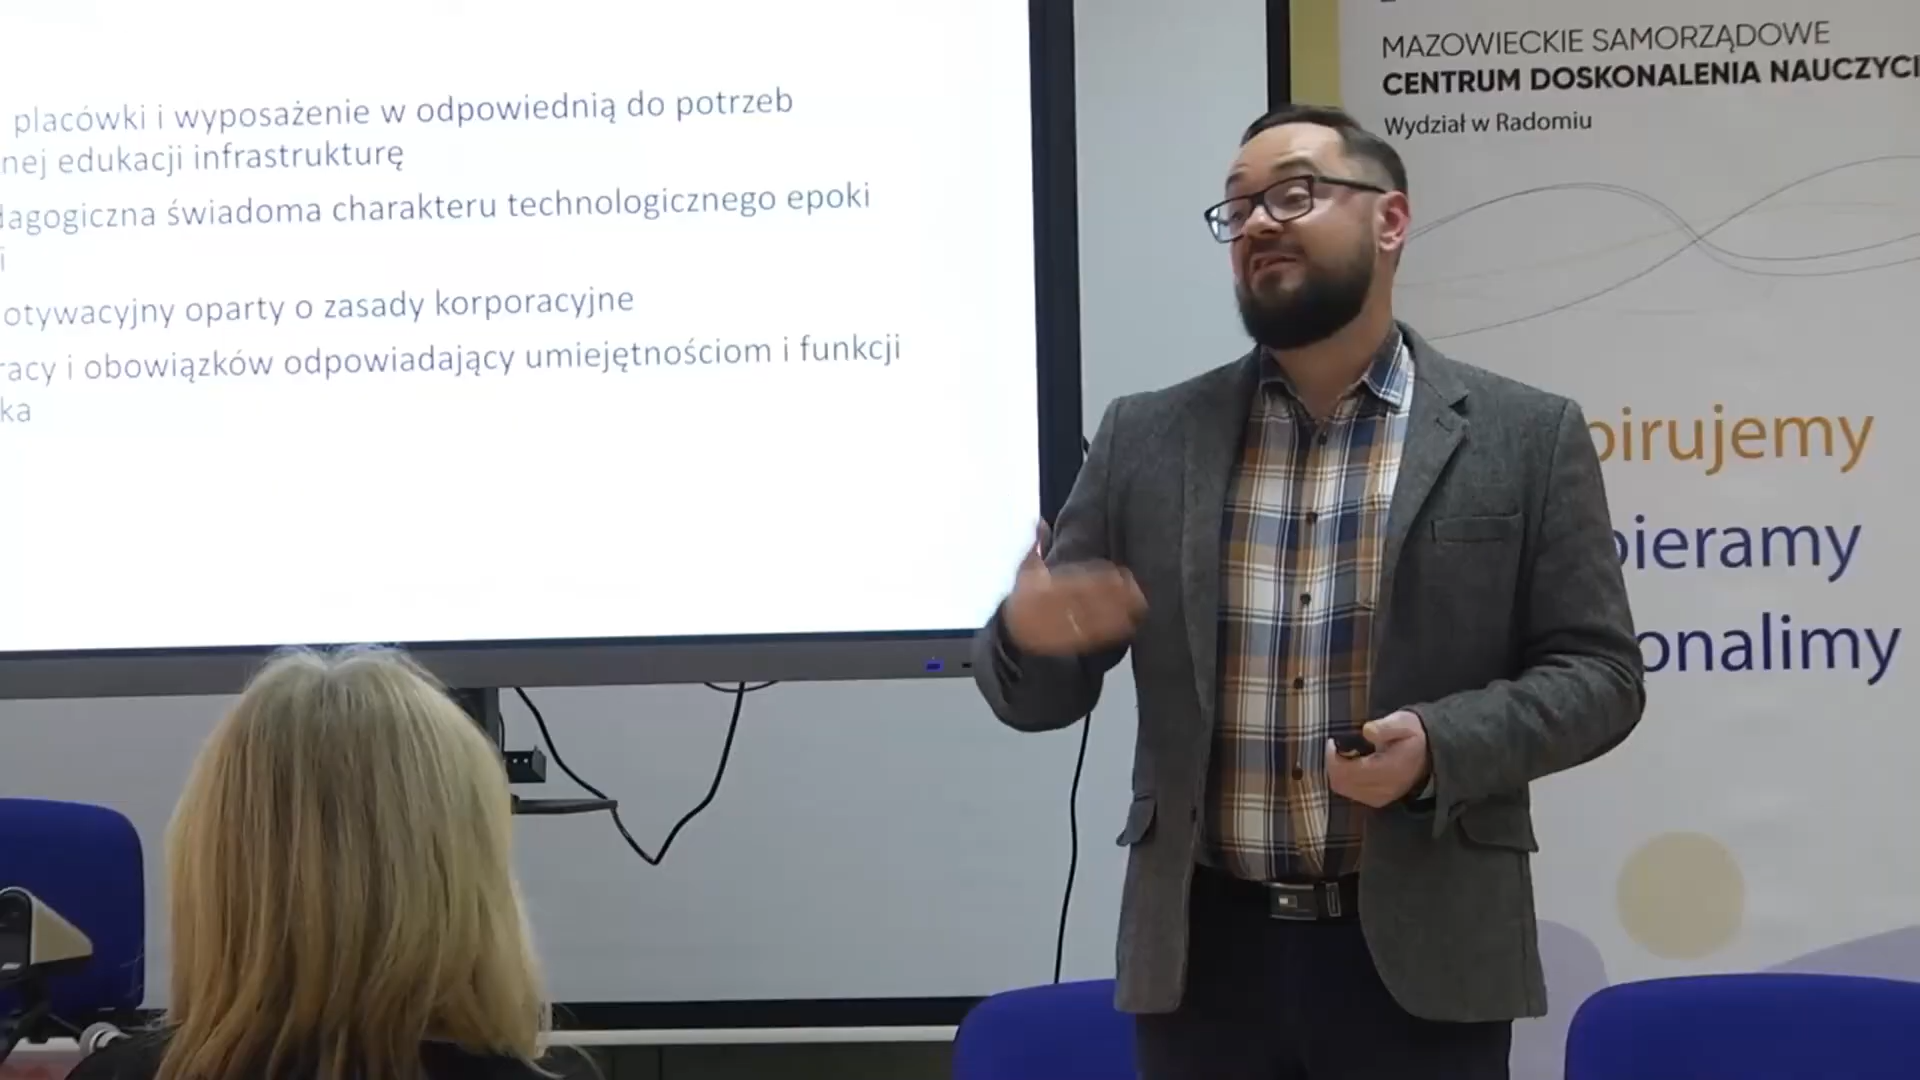 placówki i wyposażenie w odpowiednią do potrzeb
nej edukacji infrastrukturę
dagogiczna świadoma charakteru technologicznego epoki
i
otywacyjny oparty o zasady korporacyjne
racy i obowiązków odpowiadający umiejętnościom i funkcji
ka
MAZOWIECKIE SAMORZĄDOWE
CENTRUM DOSKONALENIA NAUCZYCI
Wydział w Radomiu
pirujemy
pieramy
onalimy